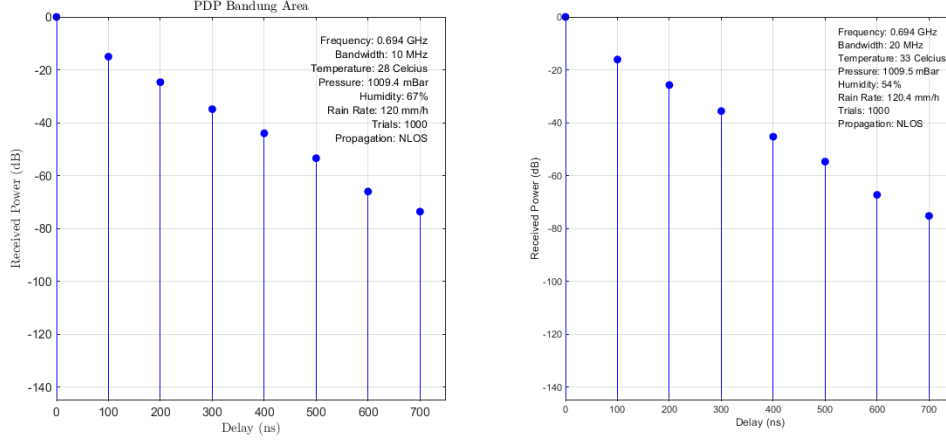 PDP Bandung Area
Received Power (dB)
0
-20
-40
-60
-80
-100
-120
-140
Frequency: 0.694 GHz
Bandwidth: 10 MHz
Temperature: 28 Celcius
Pressure: 1009.4 mBar
Humidity: 67%
Rain Rate: 120 mm/h
Trials: 1000
Propagation: NLOS
0 100 200 300 400 500 600 700
Delay (ns)
Received Power (dB)
0
-20
-40
-60
-80
-100
-120
-140
Frequency: 0.694 GHz
Bandwidth: 20 MHz
Temperature: 33 Celcius
Pressure: 1009.5 mBar
Humidity: 54%
Rain Rate: 120.4 mm/h
Trials: 1000
Propagation: NLOS
0 100 200 300 400 500 600 700
Delay (ns)